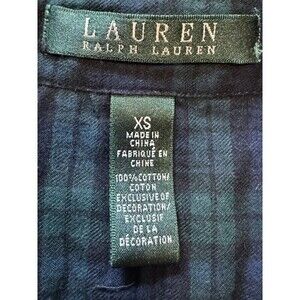 LAUREN
RALPH LAUREN
XS
MADE IN
CHINA
FABRIQUÉ EN
CHINE
100%COTTON/
COTON
EXCLUSIVE OF
DECORATION/
EXCLUSIF
DE LA
DÉCORATION